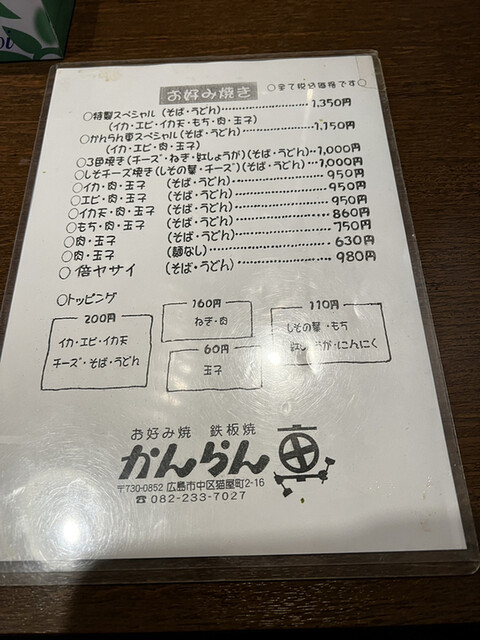 お好み焼き ○全て税込価格です○
○特製スペシャル (そば・うどん)‥‥‥‥‥‥1,350円
(イカ・エビ・イカ天・もち・肉・玉子)
○かんらん車スペシャル(そば・うどん)‥‥‥‥‥‥1,150円
(イカ・エビ・肉・玉子)
○3色焼き(チーズ・ねぎ・紅しょうが)(そば・うどん)‥1,000円
○しそチーズ焼き(しその葉・チーズ)(そば・うどん)‥‥1,000円
○イカ・肉・玉子 (そば・うどん)‥‥‥‥‥‥950円
○エビ・肉・玉子 (そば・うどん)‥‥‥‥‥‥950円
○イカ天・肉・玉子 (そば・うどん)‥‥‥‥‥‥950円
○もち・肉・玉子 (そば・うどん)‥‥‥‥‥‥860円
○肉・玉子 (そば・うどん)‥‥‥‥‥‥750円
○肉・玉子 (麺なし)‥‥‥‥‥‥630円
○倍ヤサイ (そば・うどん)‥‥‥‥‥‥980円
○トッピング
200円
イカ・エビ・イカ天
チーズ・そば・うどん
160円
ねぎ・肉
60円
玉子
110円
しその葉・もち
紅しょうが・にんにく
お好み焼 鉄板焼
かんらん車
〒730-0852 広島市中区猫屋町2-16
☎082-233-7027